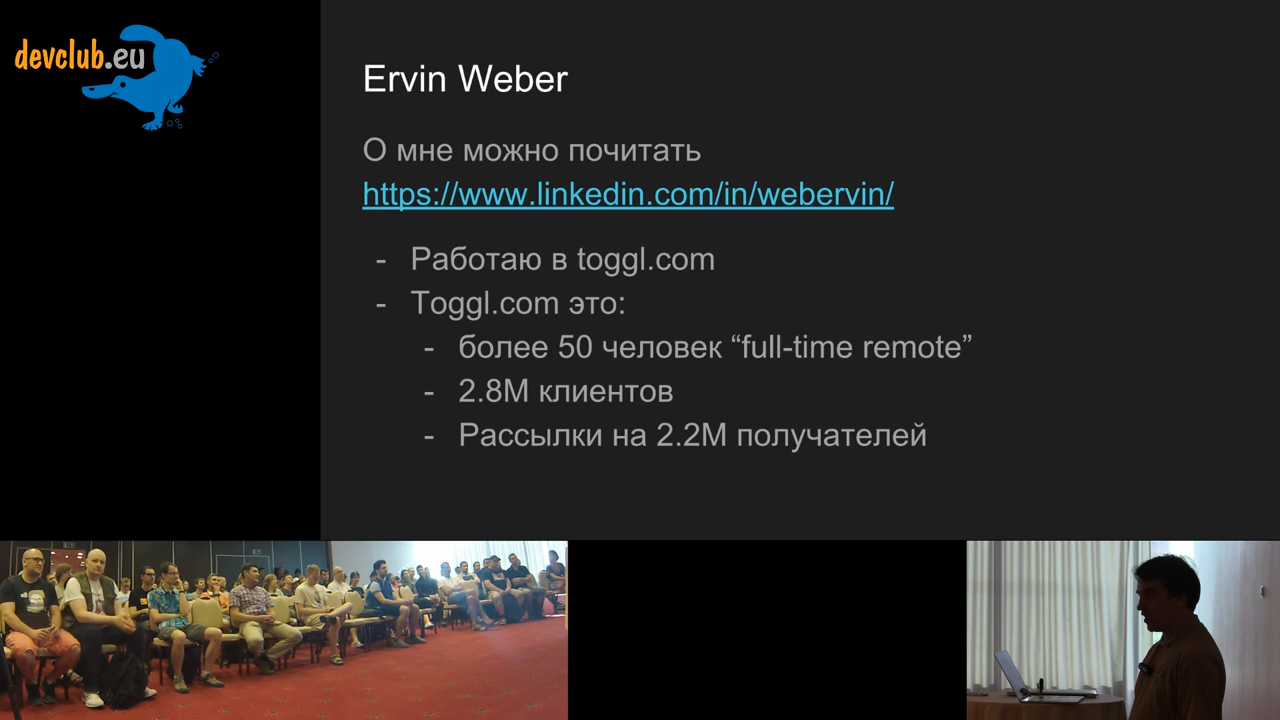 devclub.eu
Ervin Weber
О мне можно почитать
https://www.linkedin.com/in/webervin/
- Работаю в toggl.com
- Toggl.com это:
- более 50 человек “full-time remote”
- 2.8M клиентов
- Рассылки на 2.2M получателей